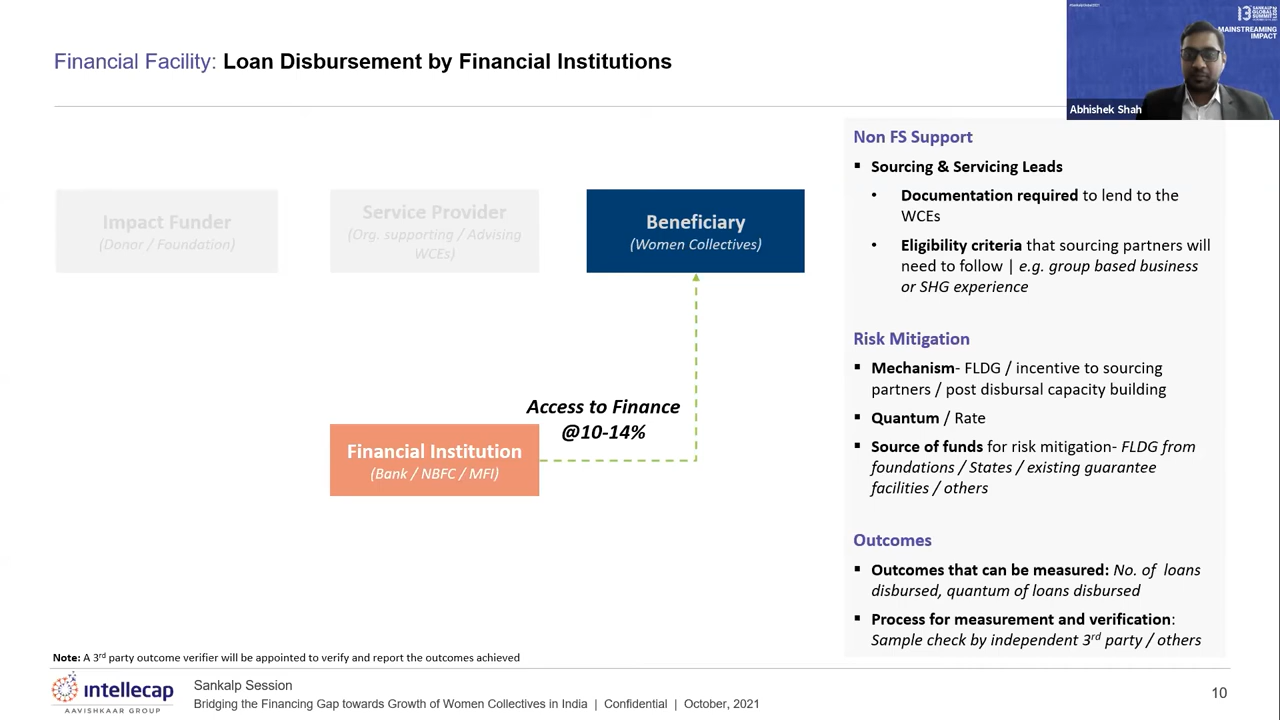 Financial Facility: Loan Disbursement by Financial Institutions
13 SANKALP
GLOBAL
SUMMIT
MAINSTREAMING
IMPACT
Abhishek Shah
Impact Funder
(Donor / Foundation)
Service Provider
(Org. supporting / Advising
WCEs)
Beneficiary
(Women Collectives)
Access to Finance
@10-14%
Financial Institution
(Bank / NBFC / MFI)
Non FS Support
▪ Sourcing & Servicing Leads
• Documentation required to lend to the
WCEs
• Eligibility criteria that sourcing partners will
need to follow | e.g. group based business
or SHG experience
Risk Mitigation
▪ Mechanism- FLDG / incentive to sourcing
partners / post disbursal capacity building
▪ Quantum / Rate
▪ Source of funds for risk mitigation- FLDG from
foundations / States / existing guarantee
facilities / others
Outcomes
▪ Outcomes that can be measured: No. of loans
disbursed, quantum of loans disbursed
▪ Process for measurement and verification:
Sample check by independent 3rd party / others
Note: A 3rd party outcome verifier will be appointed to verify and report the outcomes achieved
intellecap
AAVISHKAAR GROUP
Sankalp Session
Bridging the Financing Gap towards Growth of Women Collectives in India | Confidential | October, 2021
10